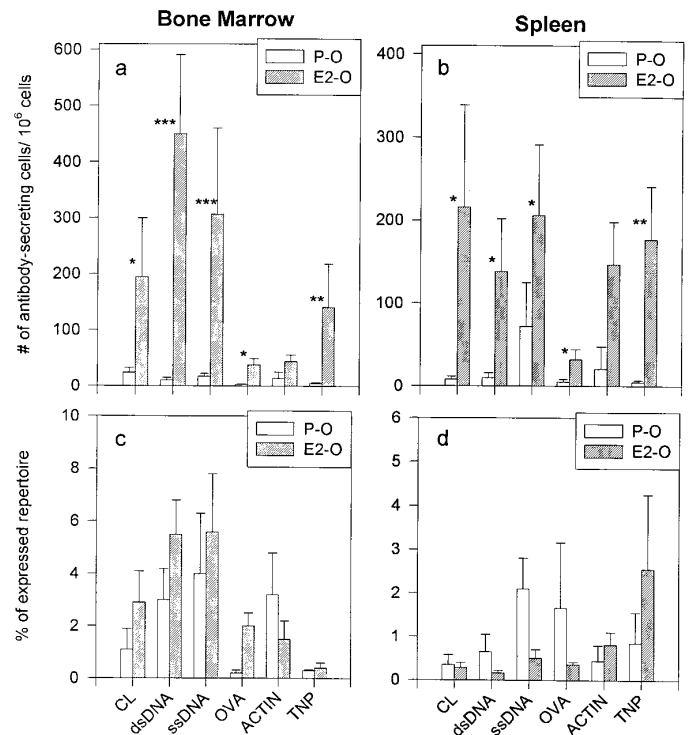 Bone Marrow
Spleen
# of antibody-secreting cells/ 10⁶ cells
600
500
400
300
200
100
0
a
P-O
E2-O
*
***
***
*
**
400
300
200
100
0
b
P-O
E2-O
*
*
*
*
**
% of expressed repertoire
10
8
6
4
2
0
c
P-O
E2-O
CL
dsDNA
ssDNA
OVA
ACTIN
TNP
6
5
4
3
2
1
0
d
P-O
E2-O
CL
dsDNA
ssDNA
OVA
ACTIN
TNP